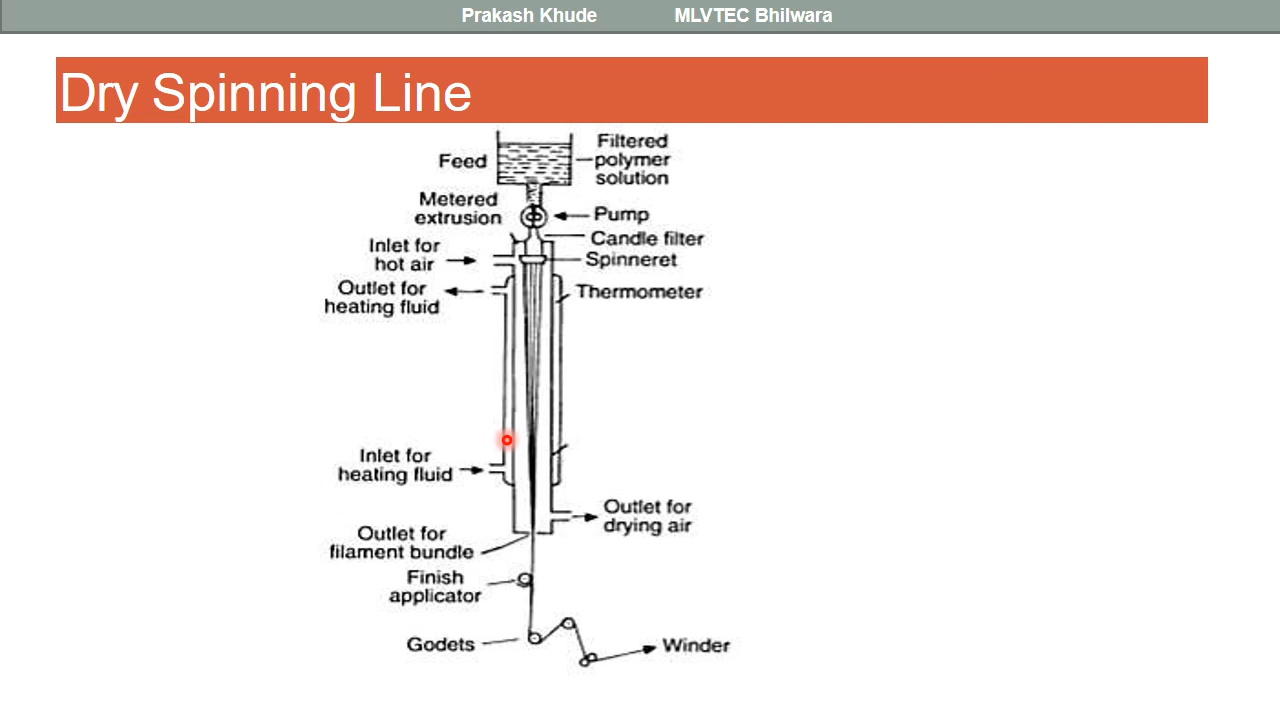 Prakash Khude MLVTEC Bhilwara
Dry Spinning Line
Feed
Filtered
polymer
solution
Metered
extrusion
Pump
Candle filter
Inlet for
hot air
Spinneret
Outlet for
heating fluid
Thermometer
Inlet for
heating fluid
Outlet for
drying air
Outlet for
filament bundle
Finish
applicator
Godets
Winder